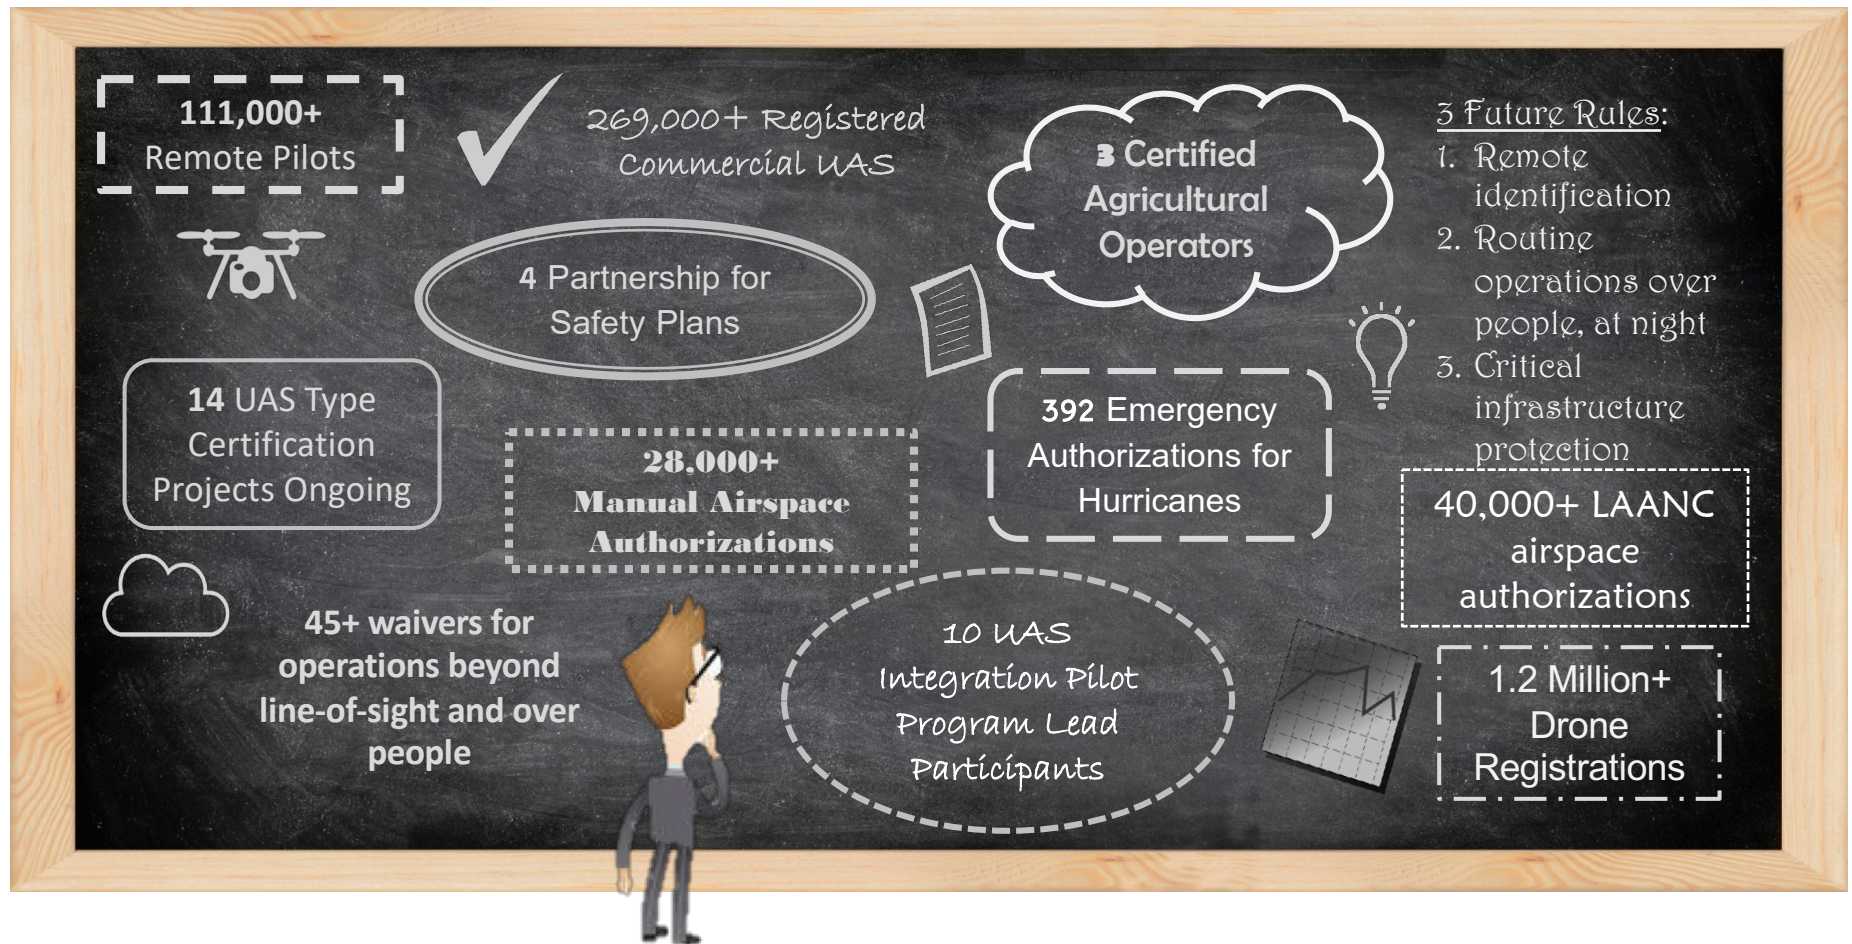 111,000+
Remote Pilots
269,000+ Registered
Commercial UAS
3 Certified
Agricultural
Operators
3 Future Rules:
1. Remote
identification
2. Routine
operations over
people, at night
3. Critical
infrastructure
protection
4 Partnership for
Safety Plans
14 UAS Type
Certification
Projects Ongoing
28,000+
Manual Airspace
Authorizations
392 Emergency
Authorizations for
Hurricanes
40,000+ LAANC
airspace
authorizations
45+ waivers for
operations beyond
line-of-sight and over
people
10 UAS
Integration Pilot
Program Lead
Participants
1.2 Million+
Drone
Registrations